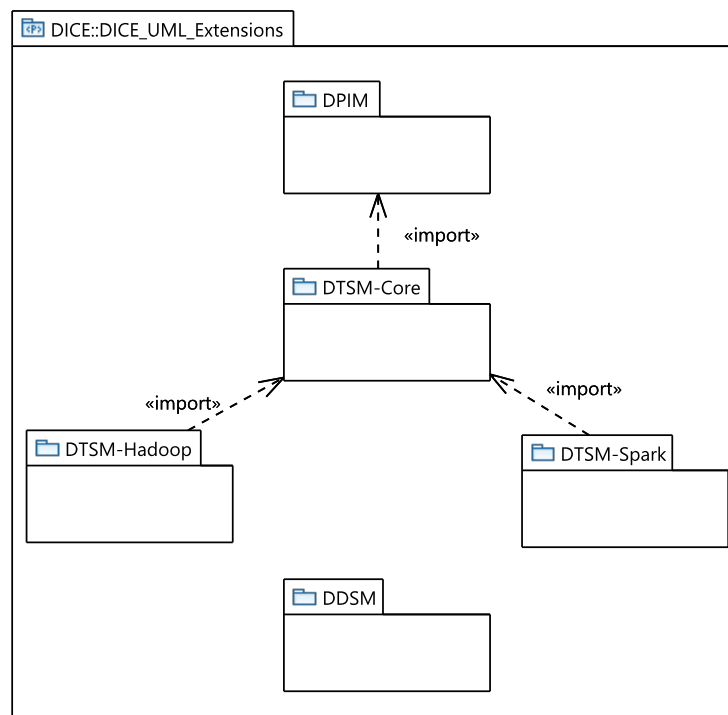 <P> DICE::DICE_UML_Extensions
DPIM
«import»
DTSM-Core
«import»
«import»
DTSM-Hadoop
DTSM-Spark
DDSM